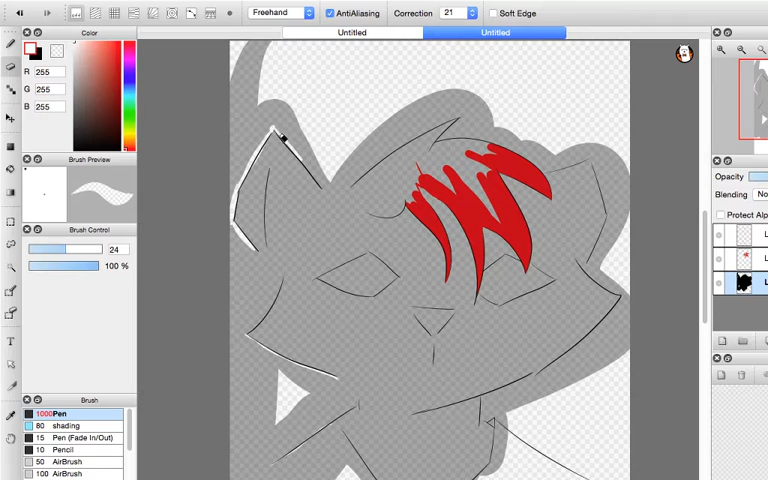 Freehand AntiAliasing Correction 21 Soft Edge
Untitled Untitled
Color
R 255
G 255
B 255
Brush Preview
Brush Control
24
100 %
Brush
1000 Pen
80 shading
15 Pen (Fade In/Out)
10 Pencil
50 AirBrush
100 AirBrush
Opacity
Blending No
Protect Alp
L
L
L